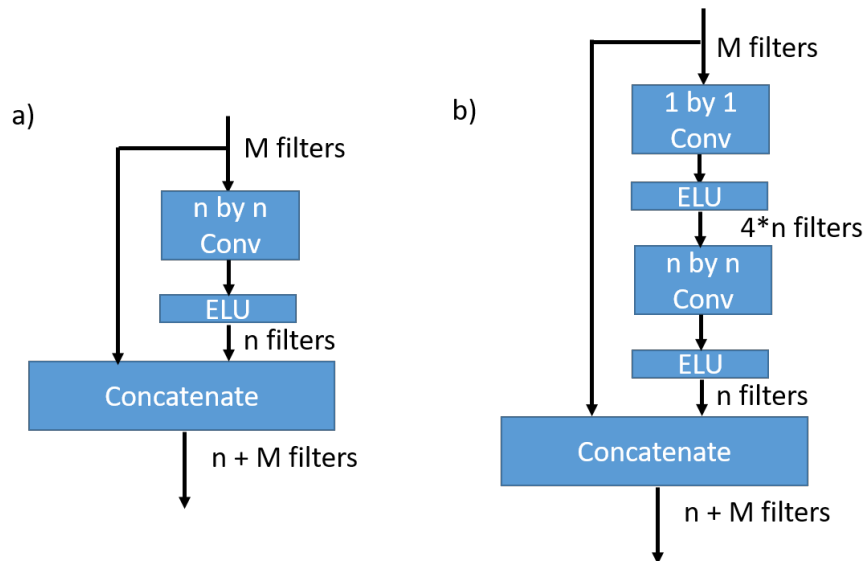 a)
M filters
n by n
Conv
ELU
n filters
Concatenate
n + M filters
b)
M filters
1 by 1
Conv
ELU
4*n filters
n by n
Conv
ELU
n filters
Concatenate
n + M filters